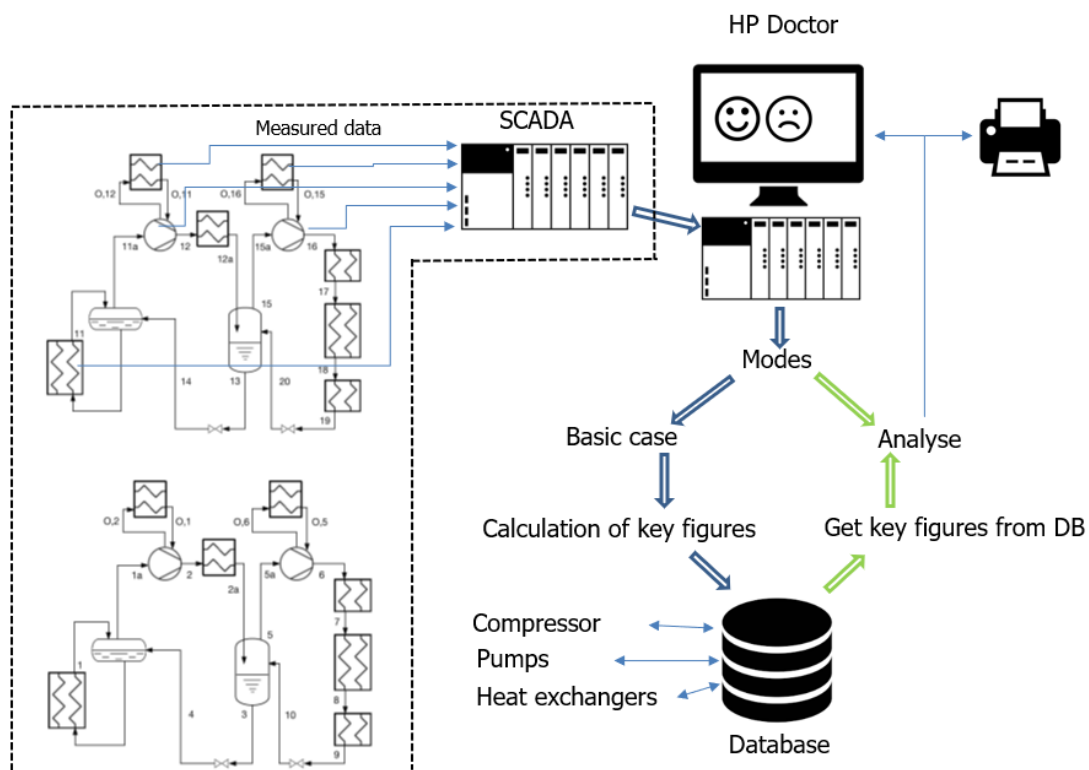 HP Doctor
SCADA
Measured data
O,12
O,11
O,16
O,15
11a
12
12a
15a
16
17
15
11
18
14
13
20
19
Modes
Basic case
Analyse
Calculation of key figures
Get key figures from DB
O,2
O,1
O,6
O,5
1a
2
2a
5a
6
7
5
1
8
4
3
10
9
Compressor
Pumps
Heat exchangers
Database